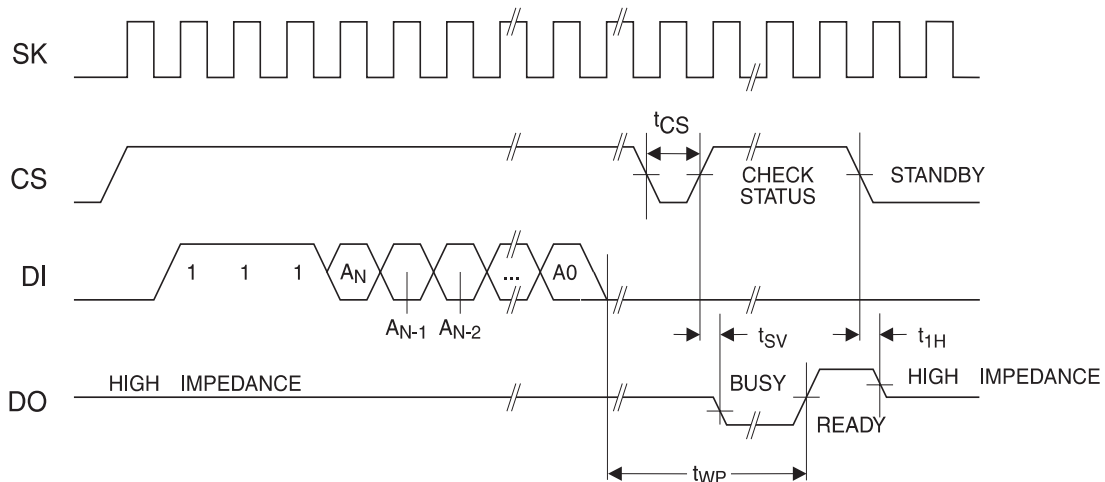 SK
CS
tCS
CHECK
STATUS
STANDBY
DI
1 1 1 AN ... A0
AN-1 AN-2
tSV
t1H
DO
HIGH IMPEDANCE
BUSY
HIGH IMPEDANCE
READY
tWP